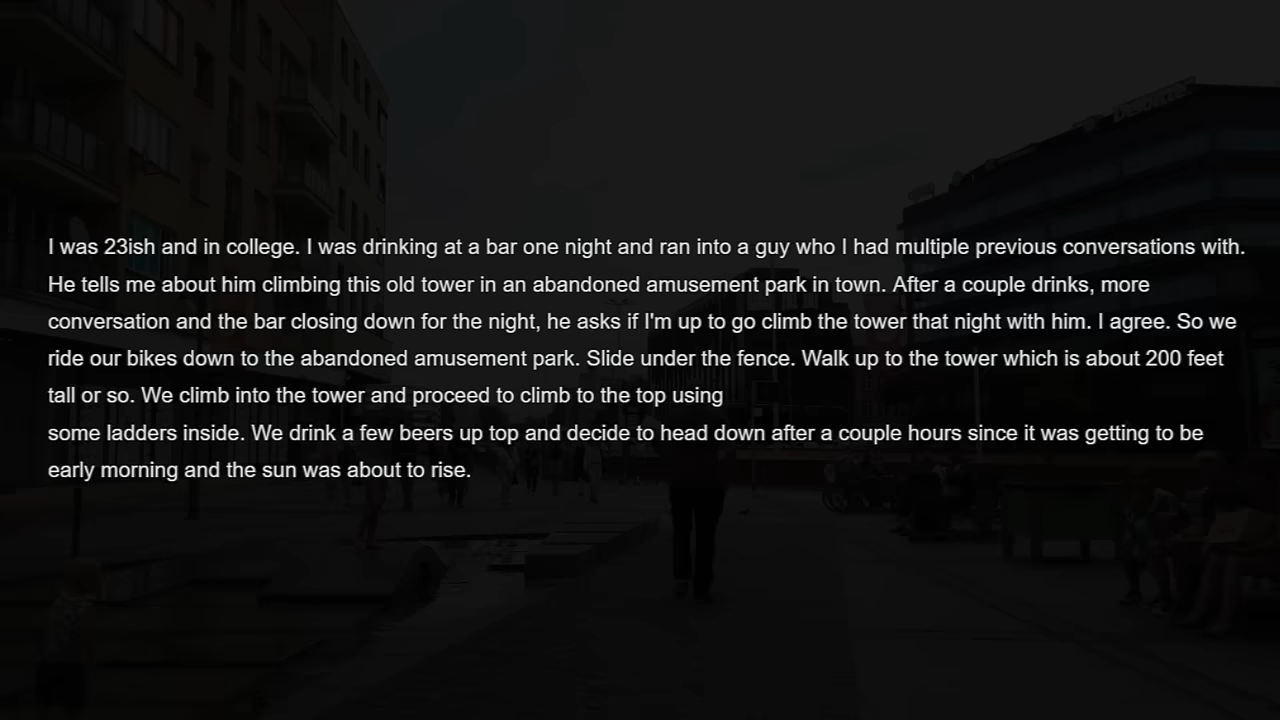 I was 23ish and in college. I was drinking at a bar one night and ran into a guy who I had multiple previous conversations with.
He tells me about him climbing this old tower in an abandoned amusement park in town. After a couple drinks, more
conversation and the bar closing down for the night, he asks if I'm up to go climb the tower that night with him. I agree. So we
ride our bikes down to the abandoned amusement park. Slide under the fence. Walk up to the tower which is about 200 feet
tall or so. We climb into the tower and proceed to climb to the top using
some ladders inside. We drink a few beers up top and decide to head down after a couple hours since it was getting to be
early morning and the sun was about to rise.